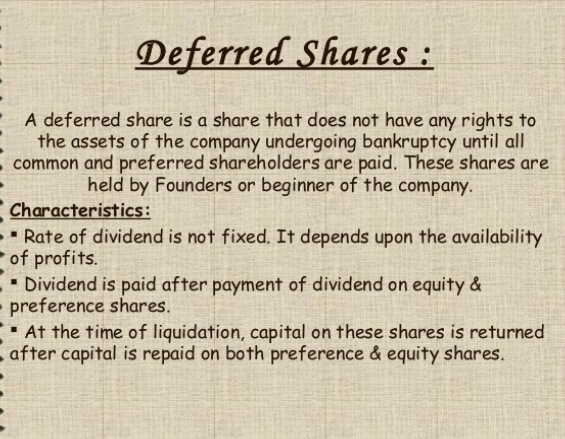 Deferred Shares :
A deferred share is a share that does not have any rights to
the assets of the company undergoing bankruptcy until all
common and preferred shareholders are paid. These shares are
held by Founders or beginner of the company.
Characteristics:
▪ Rate of dividend is not fixed. It depends upon the availability
of profits.
▪ Dividend is paid after payment of dividend on equity &
preference shares.
▪ At the time of liquidation, capital on these shares is returned
after capital is repaid on both preference & equity shares.